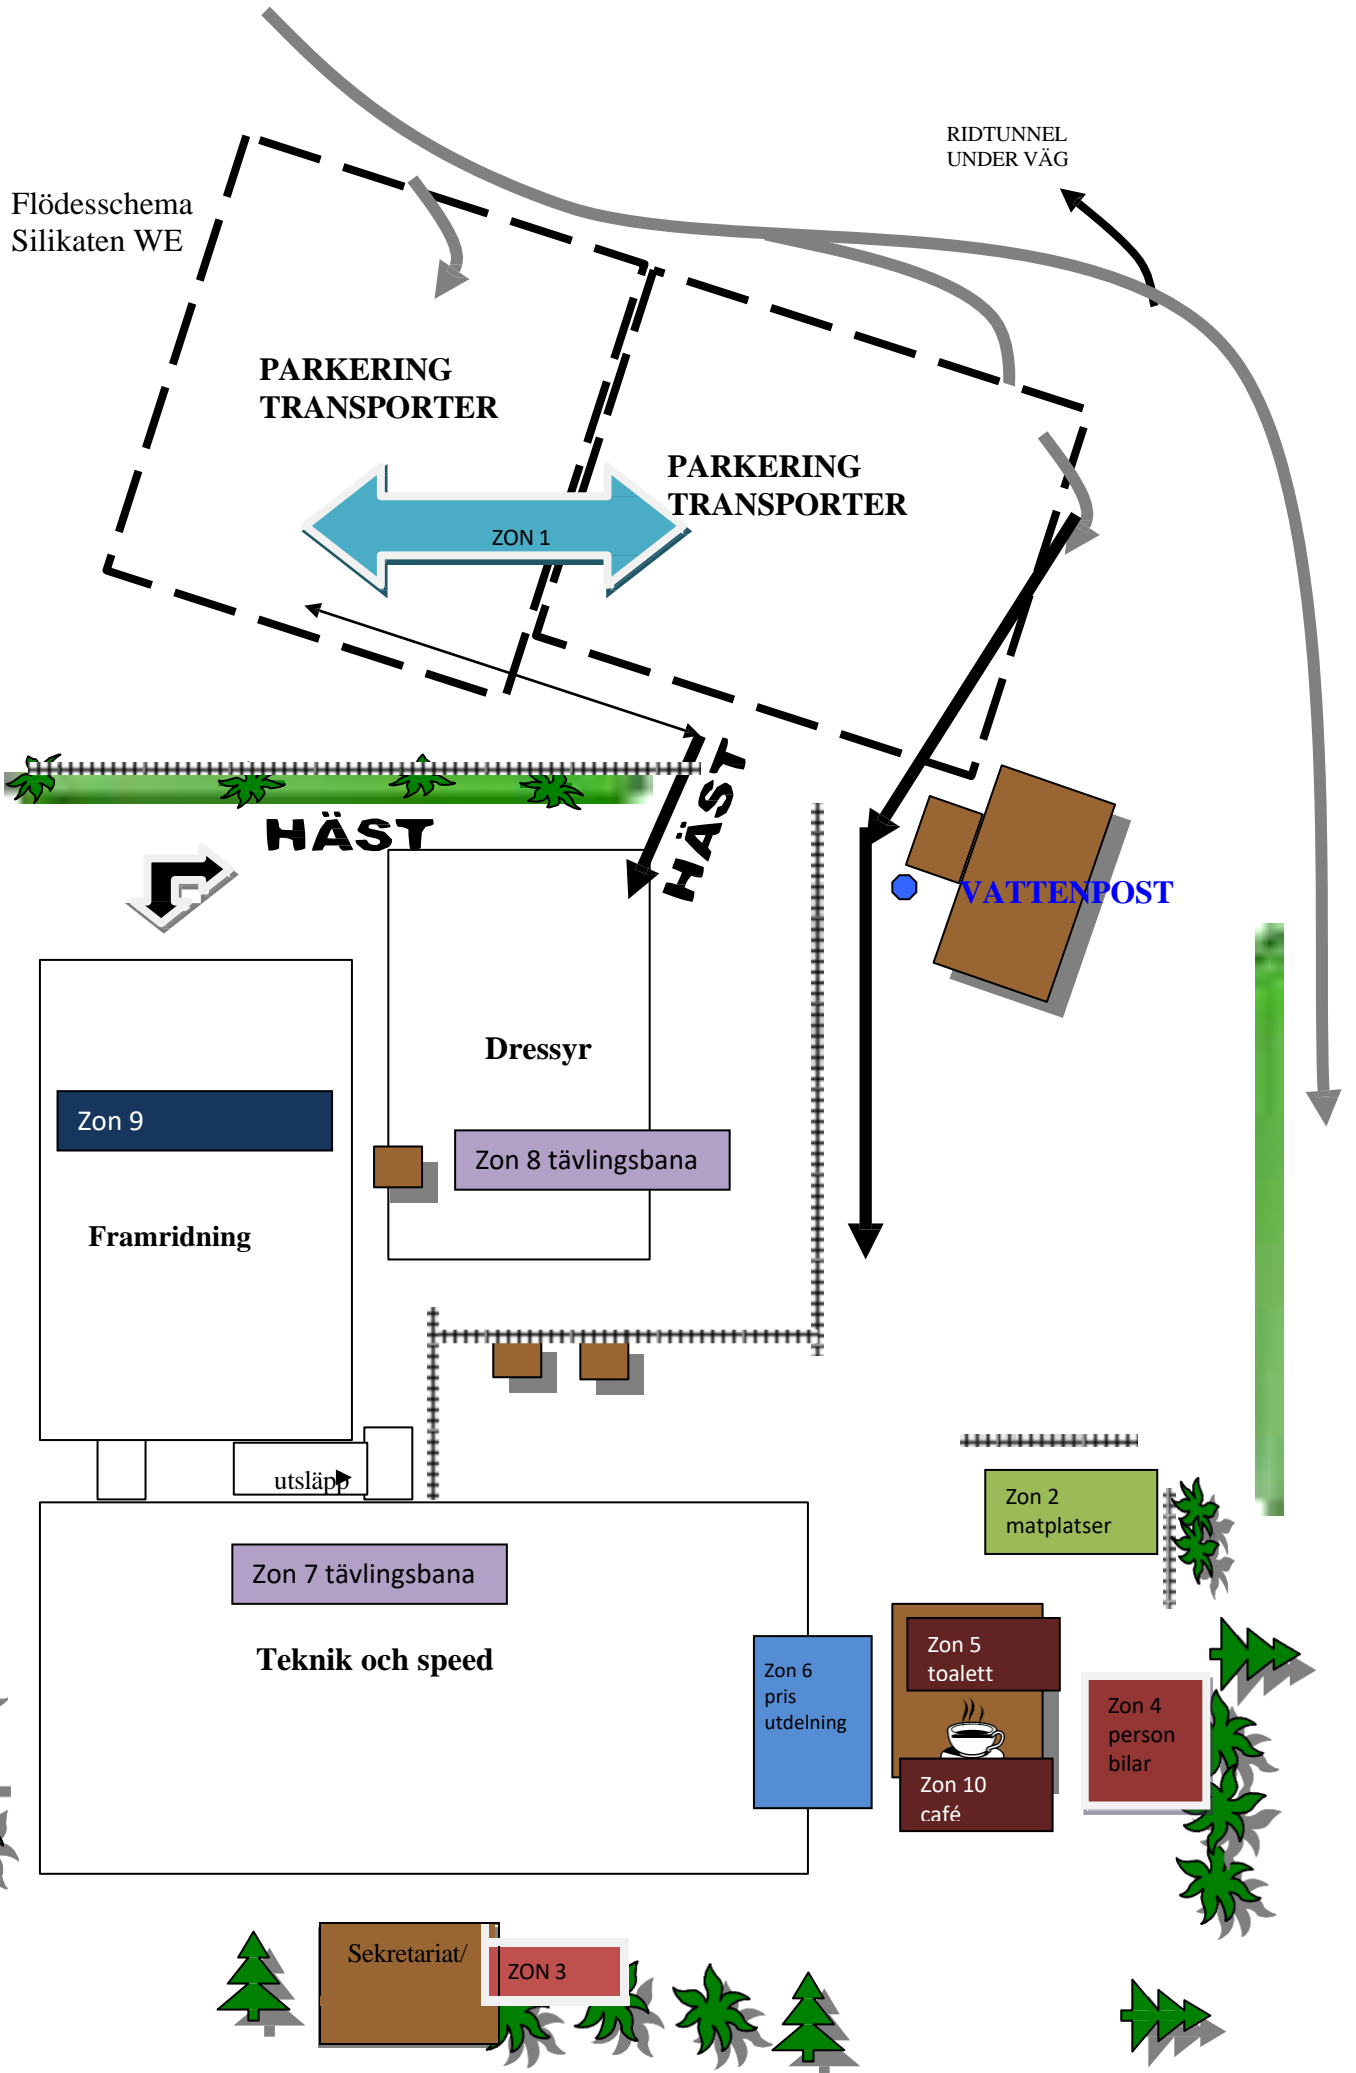 RIDTUNNEL
UNDER VÄG
Flödesschema
Silikaten WE
PARKERING
TRANSPORTER
PARKERING
TRANSPORTER
ZON 1
HÄST
HÄST
VATTENPOST
Dressyr
Zon 9
Zon 8 tävlingsbana
Framridning
utsläpp
Zon 2
matplatser
Zon 7 tävlingsbana
Teknik och speed
Zon 5
toalett
Zon 6
pris
utdelning
Zon 4
person
bilar
Zon 10
café
Sekretariat/
ZON 3